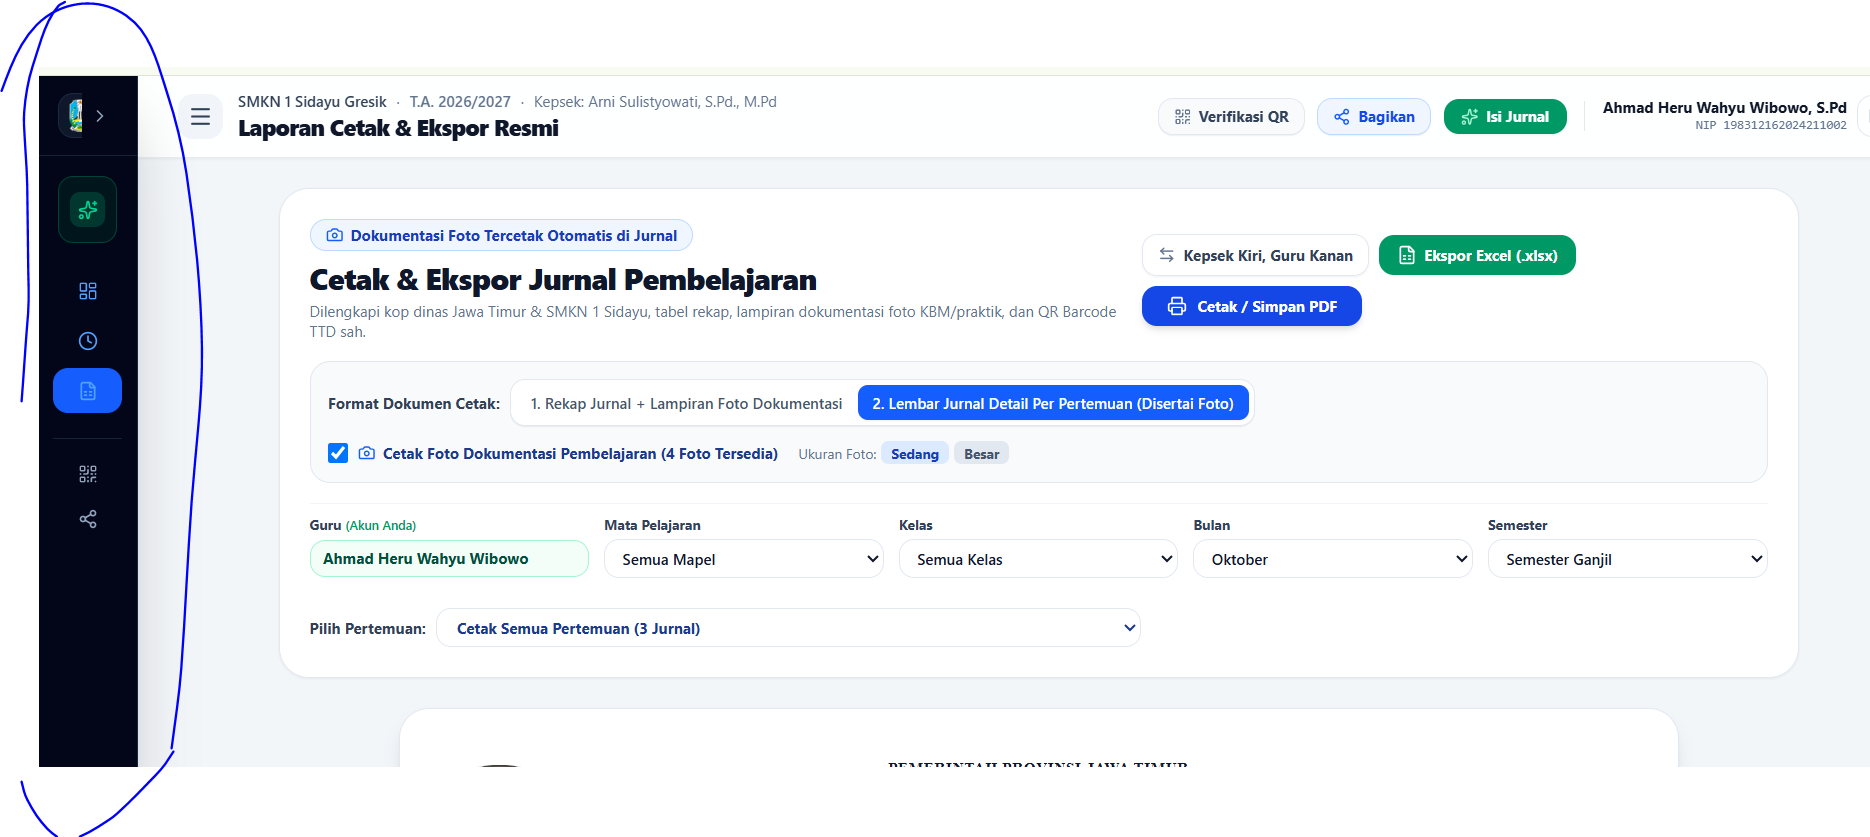 SMKN 1 Sidayu Gresik · T.A. 2026/2027 · Kepsek: Arni Sulistyowati, S.Pd., M.Pd
Laporan Cetak & Ekspor Resmi
Verifikasi QR
Bagikan
Isi Jurnal
Ahmad Heru Wahyu Wibowo, S.Pd
NIP 198312162024211002
Dokumentasi Foto Tercetak Otomatis di Jurnal
Cetak & Ekspor Jurnal Pembelajaran
Dilengkapi kop dinas Jawa Timur & SMKN 1 Sidayu, tabel rekap, lampiran dokumentasi foto KBM/praktik, dan QR Barcode
TTD sah.
Kepsek Kiri, Guru Kanan
Ekspor Excel (.xlsx)
Cetak / Simpan PDF
Format Dokumen Cetak:
1. Rekap Jurnal + Lampiran Foto Dokumentasi
2. Lembar Jurnal Detail Per Pertemuan (Disertai Foto)
Cetak Foto Dokumentasi Pembelajaran (4 Foto Tersedia)
Ukuran Foto: Sedang Besar
Guru (Akun Anda)
Ahmad Heru Wahyu Wibowo
Mata Pelajaran
Semua Mapel
Kelas
Semua Kelas
Bulan
Oktober
Semester
Semester Ganjil
Pilih Pertemuan:
Cetak Semua Pertemuan (3 Jurnal)
PEMERINTAH PROVINSI JAWA TIMUR